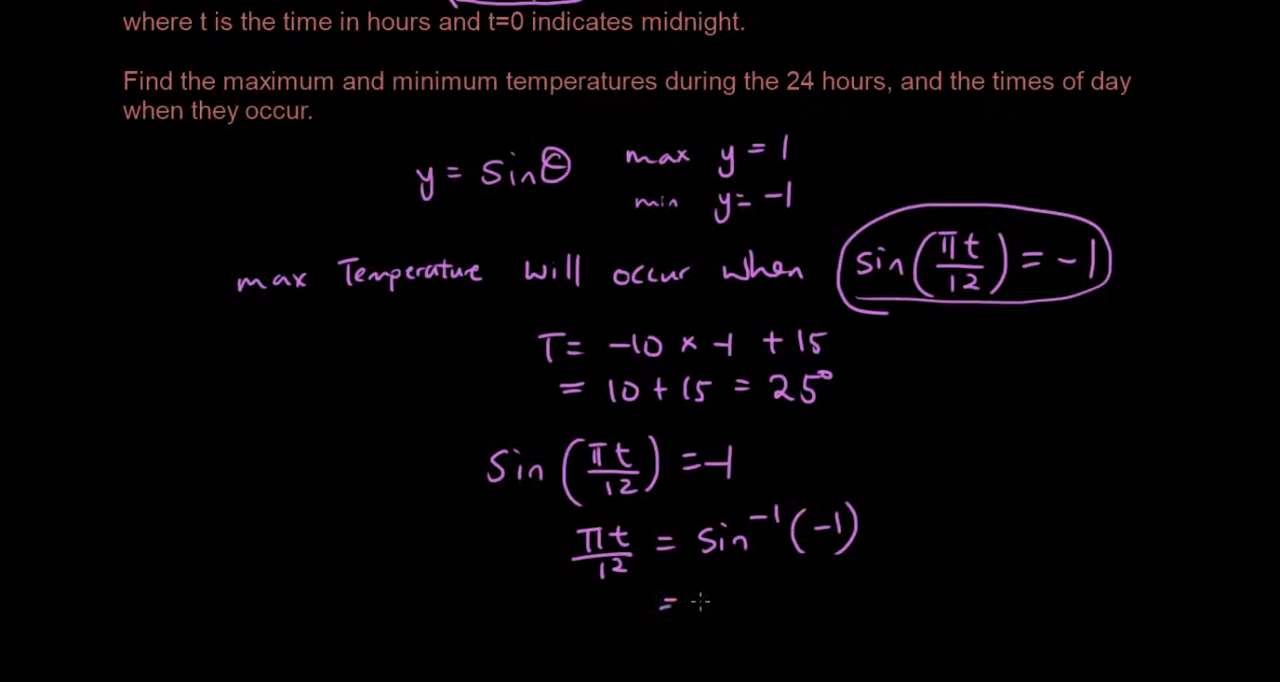 where t is the time in hours and t=0 indicates midnight.
Find the maximum and minimum temperatures during the 24 hours, and the times of day
when they occur.
y = sinθ max y = 1
min y = -1
max Temperature will occur when sin(πt/12) = -1
T = -10 × -1 + 15
= 10 + 15 = 25°
Sin(πt/12) = -1
πt/12 = sin⁻¹(-1)
=